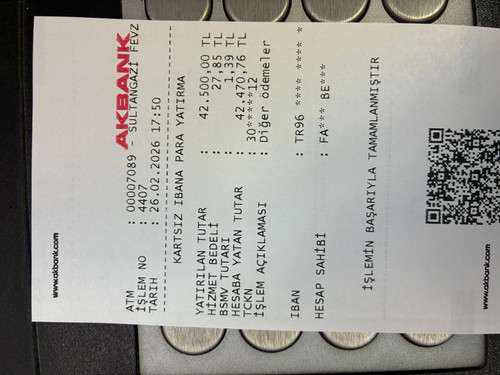 AKBANK
ATM : 00007089 - SULTANGAZİ FEVZ
İŞLEM NO : 4407
TARİH : 26.02.2026 17:50
KARTSIZ IBANA PARA YATIRMA
YATIRILAN TUTAR : 42.500,00 TL
HİZMET BEDELİ : 27,85 TL
BSMV TUTARI : 1,39 TL
HESABA YATAN TUTAR : 42.470,76 TL
TCKN : 30*****12
İŞLEM AÇIKLAMASI : Diğer ödemeler
IBAN : TR96 **** **** *
HESAP SAHİBİ : FA*** BE***
İŞLEMİN BAŞARIYLA TAMAMLANMIŞTIR
www.akbank.com
www.akbank.com